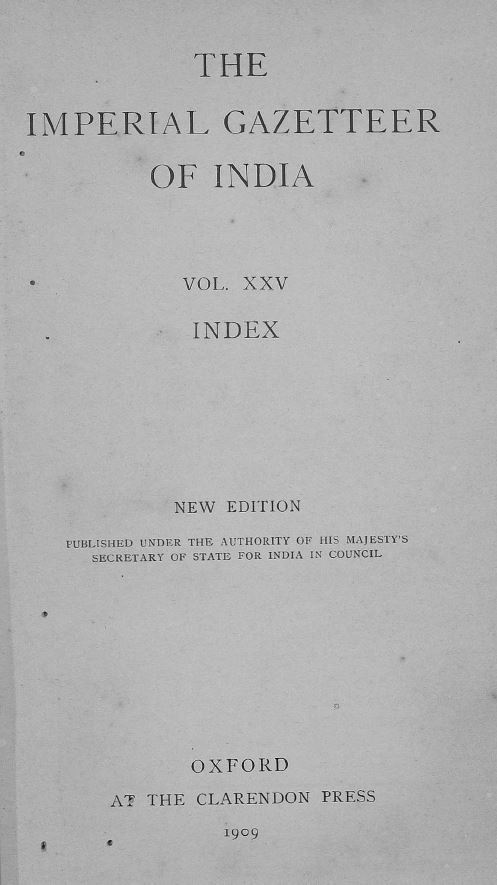 THE
IMPERIAL GAZETTEER
OF INDIA
VOL. XXV
INDEX
NEW EDITION
PUBLISHED UNDER THE AUTHORITY OF HIS MAJESTY'S
SECRETARY OF STATE FOR INDIA IN COUNCIL
OXFORD
AT THE CLARENDON PRESS
1909